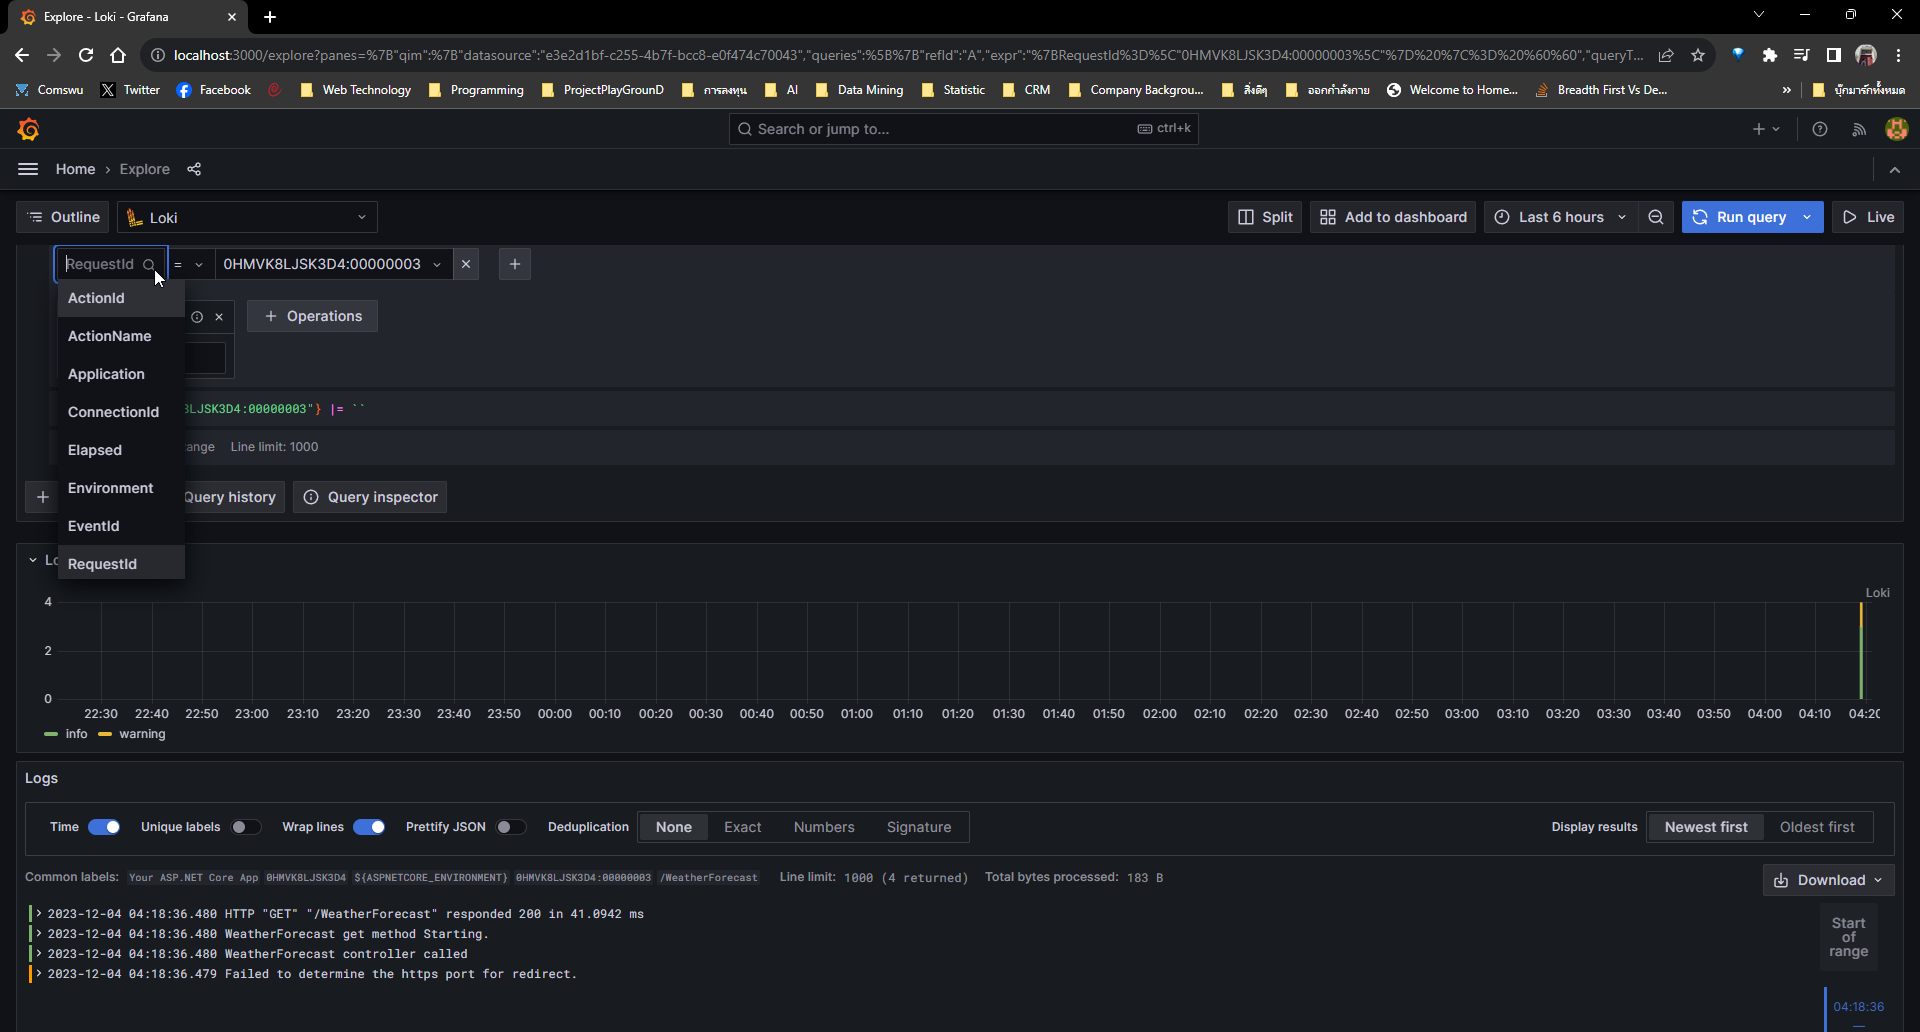 Explore - Loki - Grafana
localhost:3000/explore?panes=%7B"qim":%7B"datasource":"e3e2d1bf-c255-4b7f-bcc8-e0f474c70043","queries":%5B%7B"refId":"A","expr":"%7BRequestId%3D%5C"0HMVK8LJSK3D4:00000003%5C"%7D%20%7C%3D%20%60%60","queryT...
Comswu Twitter Facebook Web Technology Programming ProjectPlayGrounD การลงทุน AI Data Mining Statistic CRM Company Backgrou... สิ่งดีๆ ออกกำลังกาย Welcome to Home... Breadth First Vs De... » บุ๊กมาร์กทั้งหมด
Search or jump to... ctrl+k
Home › Explore
Outline Loki Split Add to dashboard Last 6 hours Run query Live
RequestId = 0HMVK8LJSK3D4:00000003
ActionId
Operations
ActionName
Application
ConnectionId
LJSK3D4:00000003"} |= ``
Elapsed
ange Line limit: 1000
Environment
Query history Query inspector
EventId
RequestId
Lo
Loki
4
2
0
22:30 22:40 22:50 23:00 23:10 23:20 23:30 23:40 23:50 00:00 00:10 00:20 00:30 00:40 00:50 01:00 01:10 01:20 01:30 01:40 01:50 02:00 02:10 02:20 02:30 02:40 02:50 03:00 03:10 03:20 03:30 03:40 03:50 04:00 04:10 04:20
info warning
Logs
Time Unique labels Wrap lines Prettify JSON Deduplication None Exact Numbers Signature Display results Newest first Oldest first
Common labels: Your ASP.NET Core App 0HMVK8LJSK3D4 ${ASPNETCORE_ENVIRONMENT} 0HMVK8LJSK3D4:00000003 /WeatherForecast Line limit: 1000 (4 returned) Total bytes processed: 183 B
Download
2023-12-04 04:18:36.480 HTTP "GET" "/WeatherForecast" responded 200 in 41.0942 ms
2023-12-04 04:18:36.480 WeatherForecast get method Starting.
2023-12-04 04:18:36.480 WeatherForecast controller called
2023-12-04 04:18:36.479 Failed to determine the https port for redirect.
Start
of
range
04:18:36